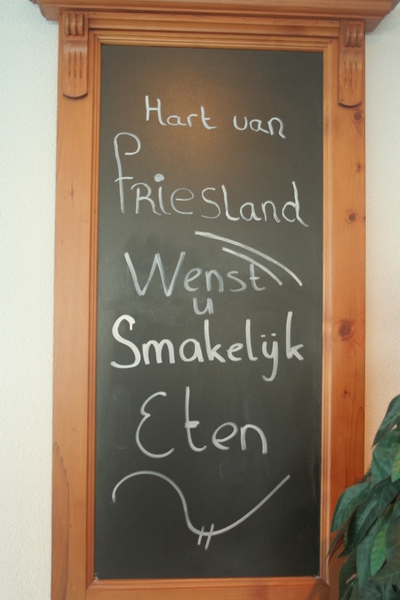 Hart van
Friesland
Wenst
u
Smakelijk
Eten